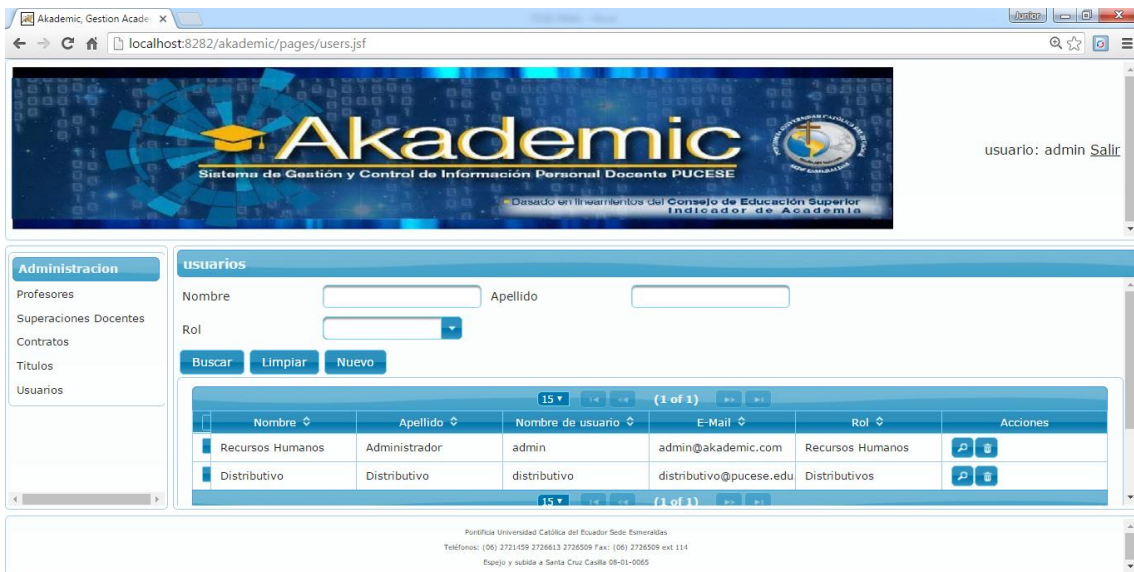 Akademic, Gestion Acade
Junior
localhost:8282/akademic/pages/users.jsf
Akademic
Sistema de Gestión y Control de Información Personal Docente PUCESE
Basado en lineamientos del Consejo de Educación Superior
Indicador de Academia
usuario: admin Salir
Administracion
Profesores
Superaciones Docentes
Contratos
Titulos
Usuarios
usuarios
Nombre Apellido
Rol
Buscar Limpiar Nuevo
15 (1 of 1)
Nombre Apellido Nombre de usuario E-Mail Rol Acciones
Recursos Humanos Administrador admin admin@akademic.com Recursos Humanos
Distributivo Distributivo distributivo distributivo@pucese.edu. Distributivos
15 (1 of 1)
Pontificia Universidad Católica del Ecuador Sede Esmeraldas
Teléfonos: (06) 2721459 2726613 2726509 Fax: (06) 2726509 ext 114
Espejo y subida a Santa Cruz Casilla 08-01-0065